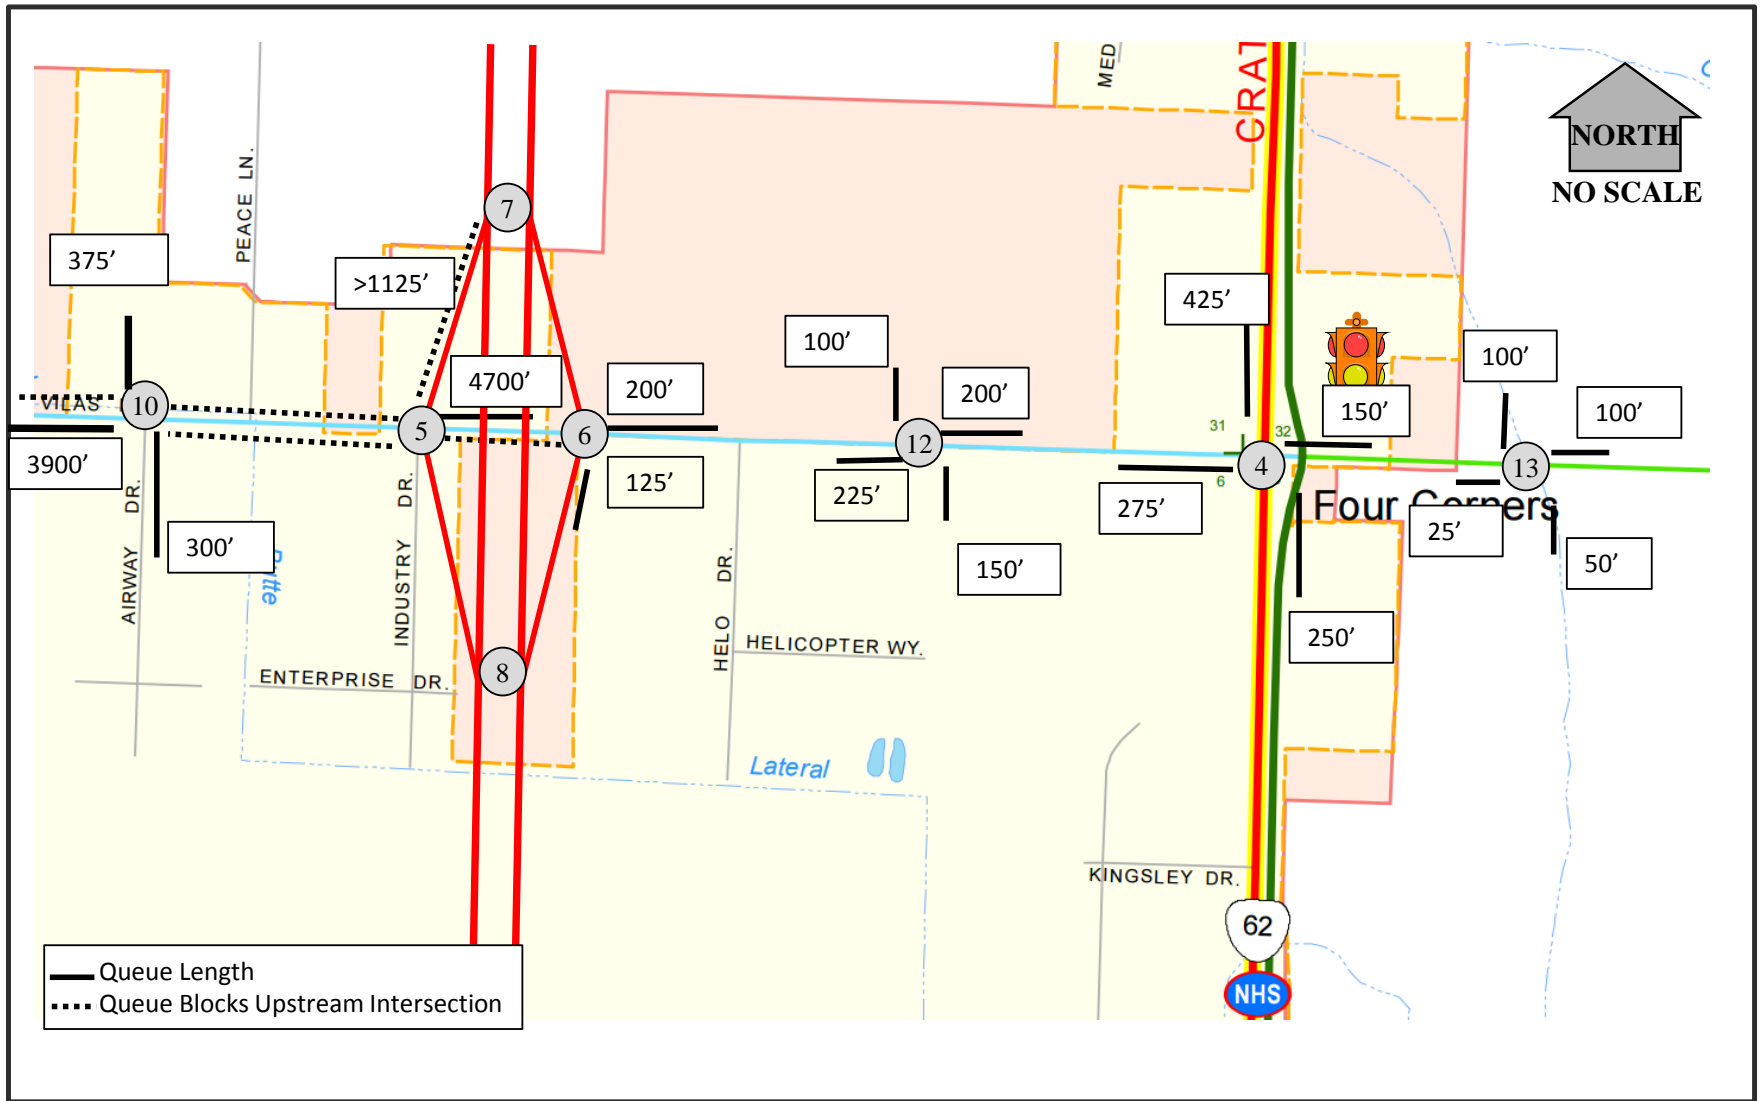 MED
CRAT
NORTH
NO SCALE
PEACE LN.
7
375’
>1125’
425’
100’
100’
4700’
200’
200’
150’
100’
VILAS
10
5
6
12
31
32
4
6
13
3900’
125’
225’
275’
Four Corners
25’
50’
300’
Butte
AIRWAY DR.
INDUSTRY DR.
HELO DR.
150’
250’
8
HELICOPTER WY.
ENTERPRISE DR.
Lateral
KINGSLEY DR.
62
NHS
Queue Length
Queue Blocks Upstream Intersection